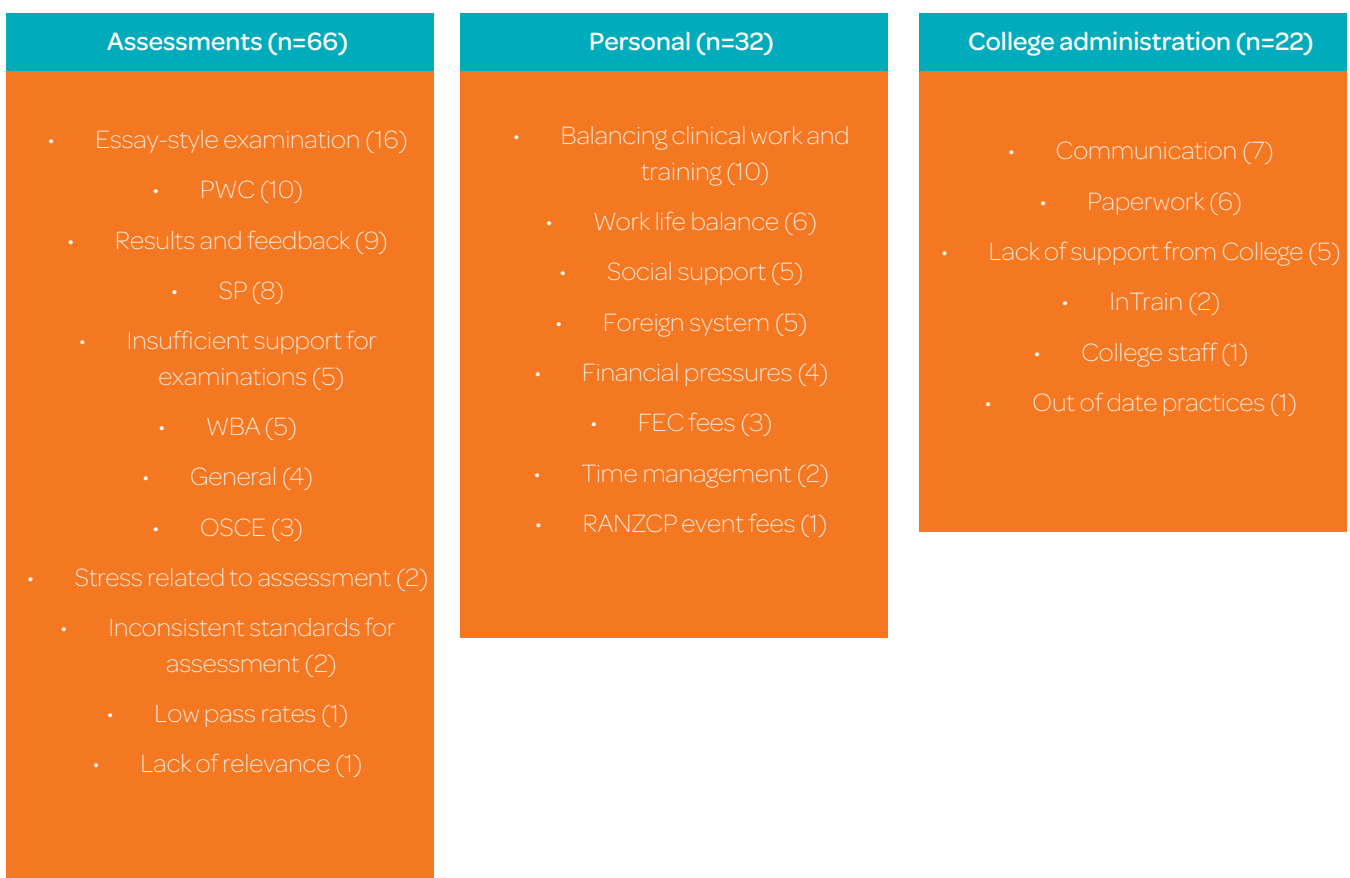 Assessments (n=66)
• Essay-style examination (16)
• PWC (10)
• Results and feedback (9)
• SP (8)
• Insufficient support for
examinations (5)
• WBA (5)
• General (4)
• OSCE (3)
• Stress related to assessment (2)
• Inconsistent standards for
assessment (2)
• Low pass rates (1)
• Lack of relevance (1)
Personal (n=32)
• Balancing clinical work and
training (10)
• Work life balance (6)
• Social support (5)
• Foreign system (5)
• Financial pressures (4)
• FEC fees (3)
• Time management (2)
• RANZCP event fees (1)
College administration (n=22)
• Communication (7)
• Paperwork (6)
• Lack of support from College (5)
• InTrain (2)
• College staff (1)
• Out of date practices (1)